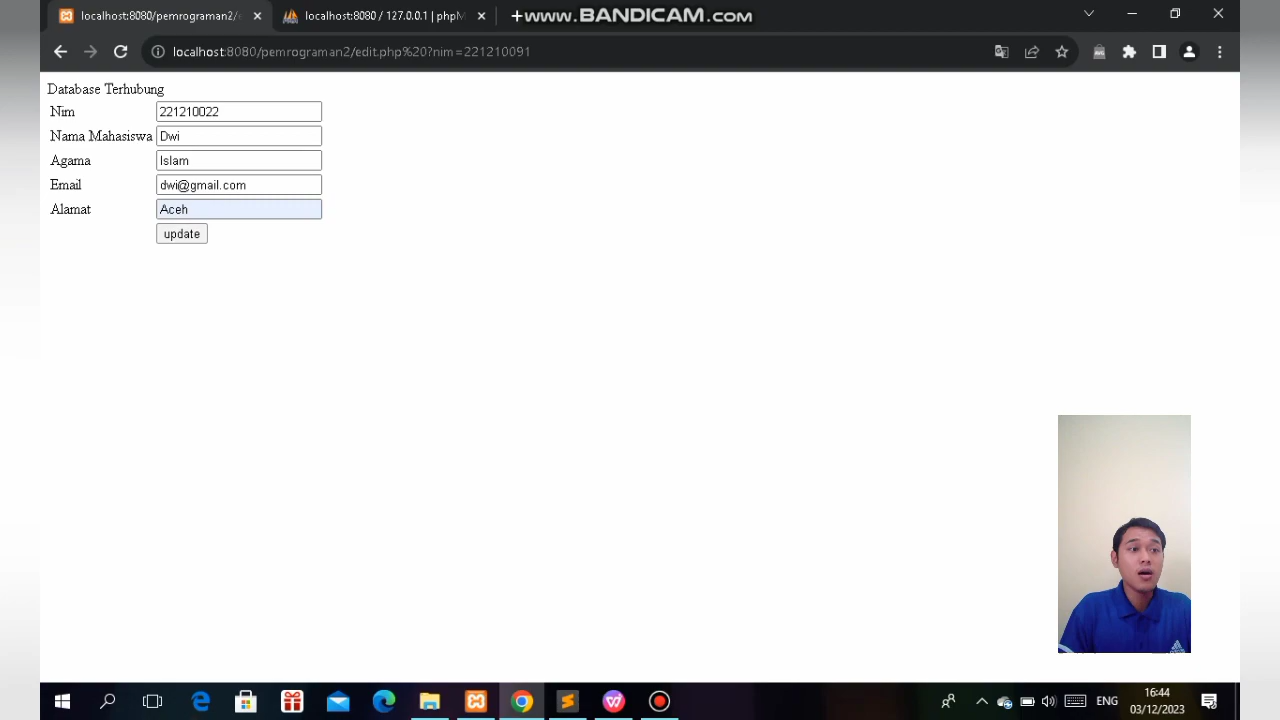 localhost:8080/pemrograman2/e
localhost:8080 / 127.0.0.1 | phpM
www.BANDICAM.com
localhost:8080/pemrograman2/edit.php%20?nim=221210091
Database Terhubung
Nim 221210022
Nama Mahasiswa Dwi
Agama Islam
Email dwi@gmail.com
Alamat Aceh
update
adidas
ENG
16:44
03/12/2023